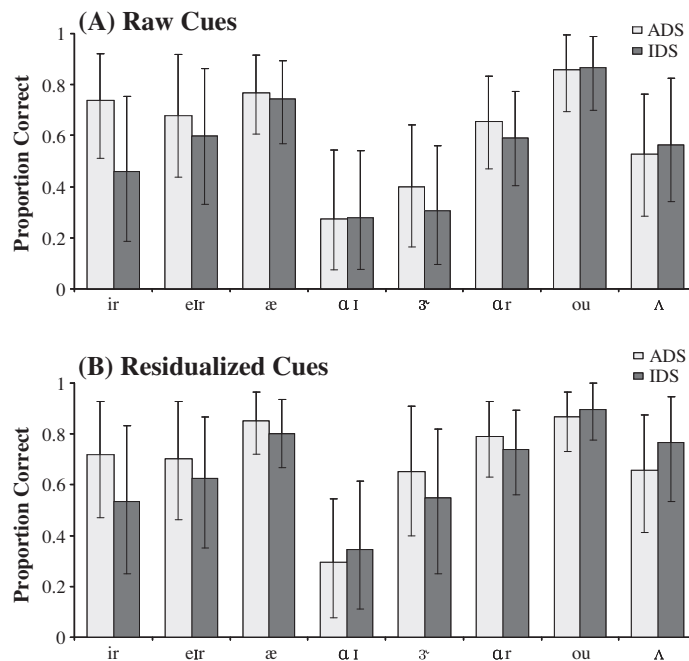 (A) Raw Cues
ADS
IDS
Proportion Correct
1
0.8
0.6
0.4
0.2
0
ir eɪr æ ɑɪ ɝ ɑr ou ʌ
(B) Residualized Cues
ADS
IDS
Proportion Correct
1
0.8
0.6
0.4
0.2
0
ir eɪr æ ɑɪ ɝ ɑr ou ʌ